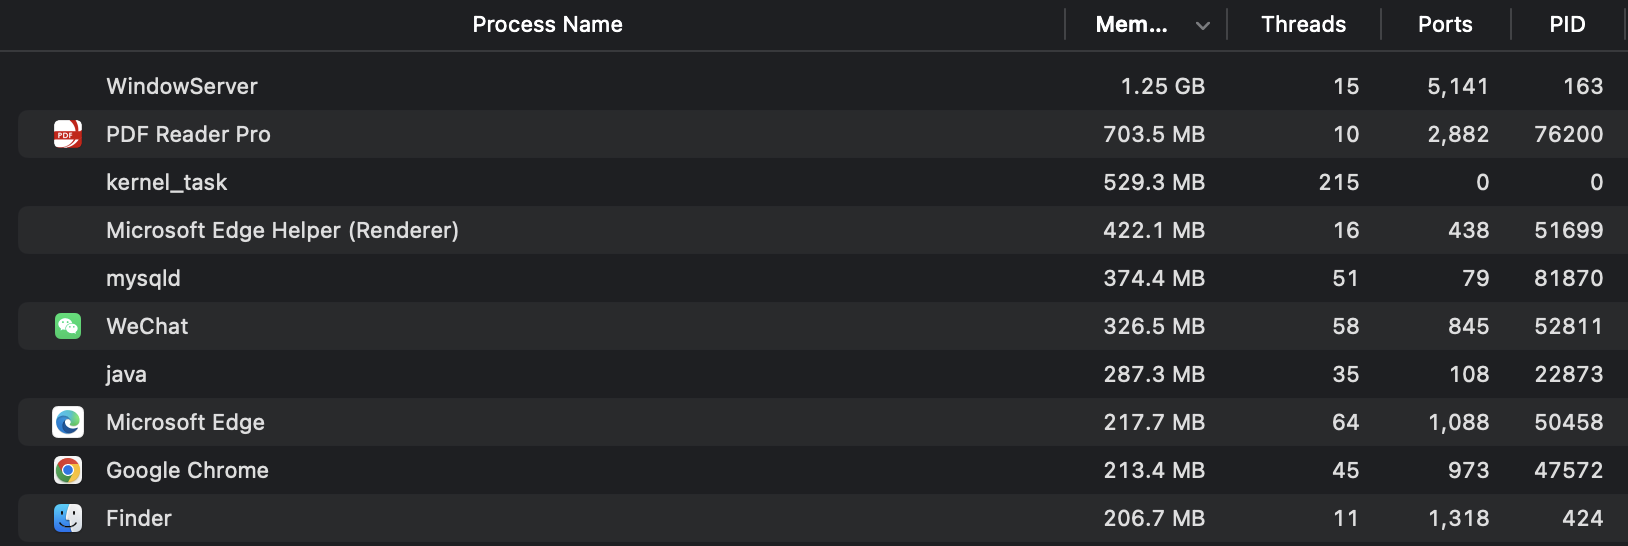 Process Name Mem... Threads Ports PID
WindowServer 1.25 GB 15 5,141 163
PDF PDF Reader Pro 703.5 MB 10 2,882 76200
kernel_task 529.3 MB 215 0 0
Microsoft Edge Helper (Renderer) 422.1 MB 16 438 51699
mysqld 374.4 MB 51 79 81870
WeChat 326.5 MB 58 845 52811
java 287.3 MB 35 108 22873
Microsoft Edge 217.7 MB 64 1,088 50458
Google Chrome 213.4 MB 45 973 47572
Finder 206.7 MB 11 1,318 424